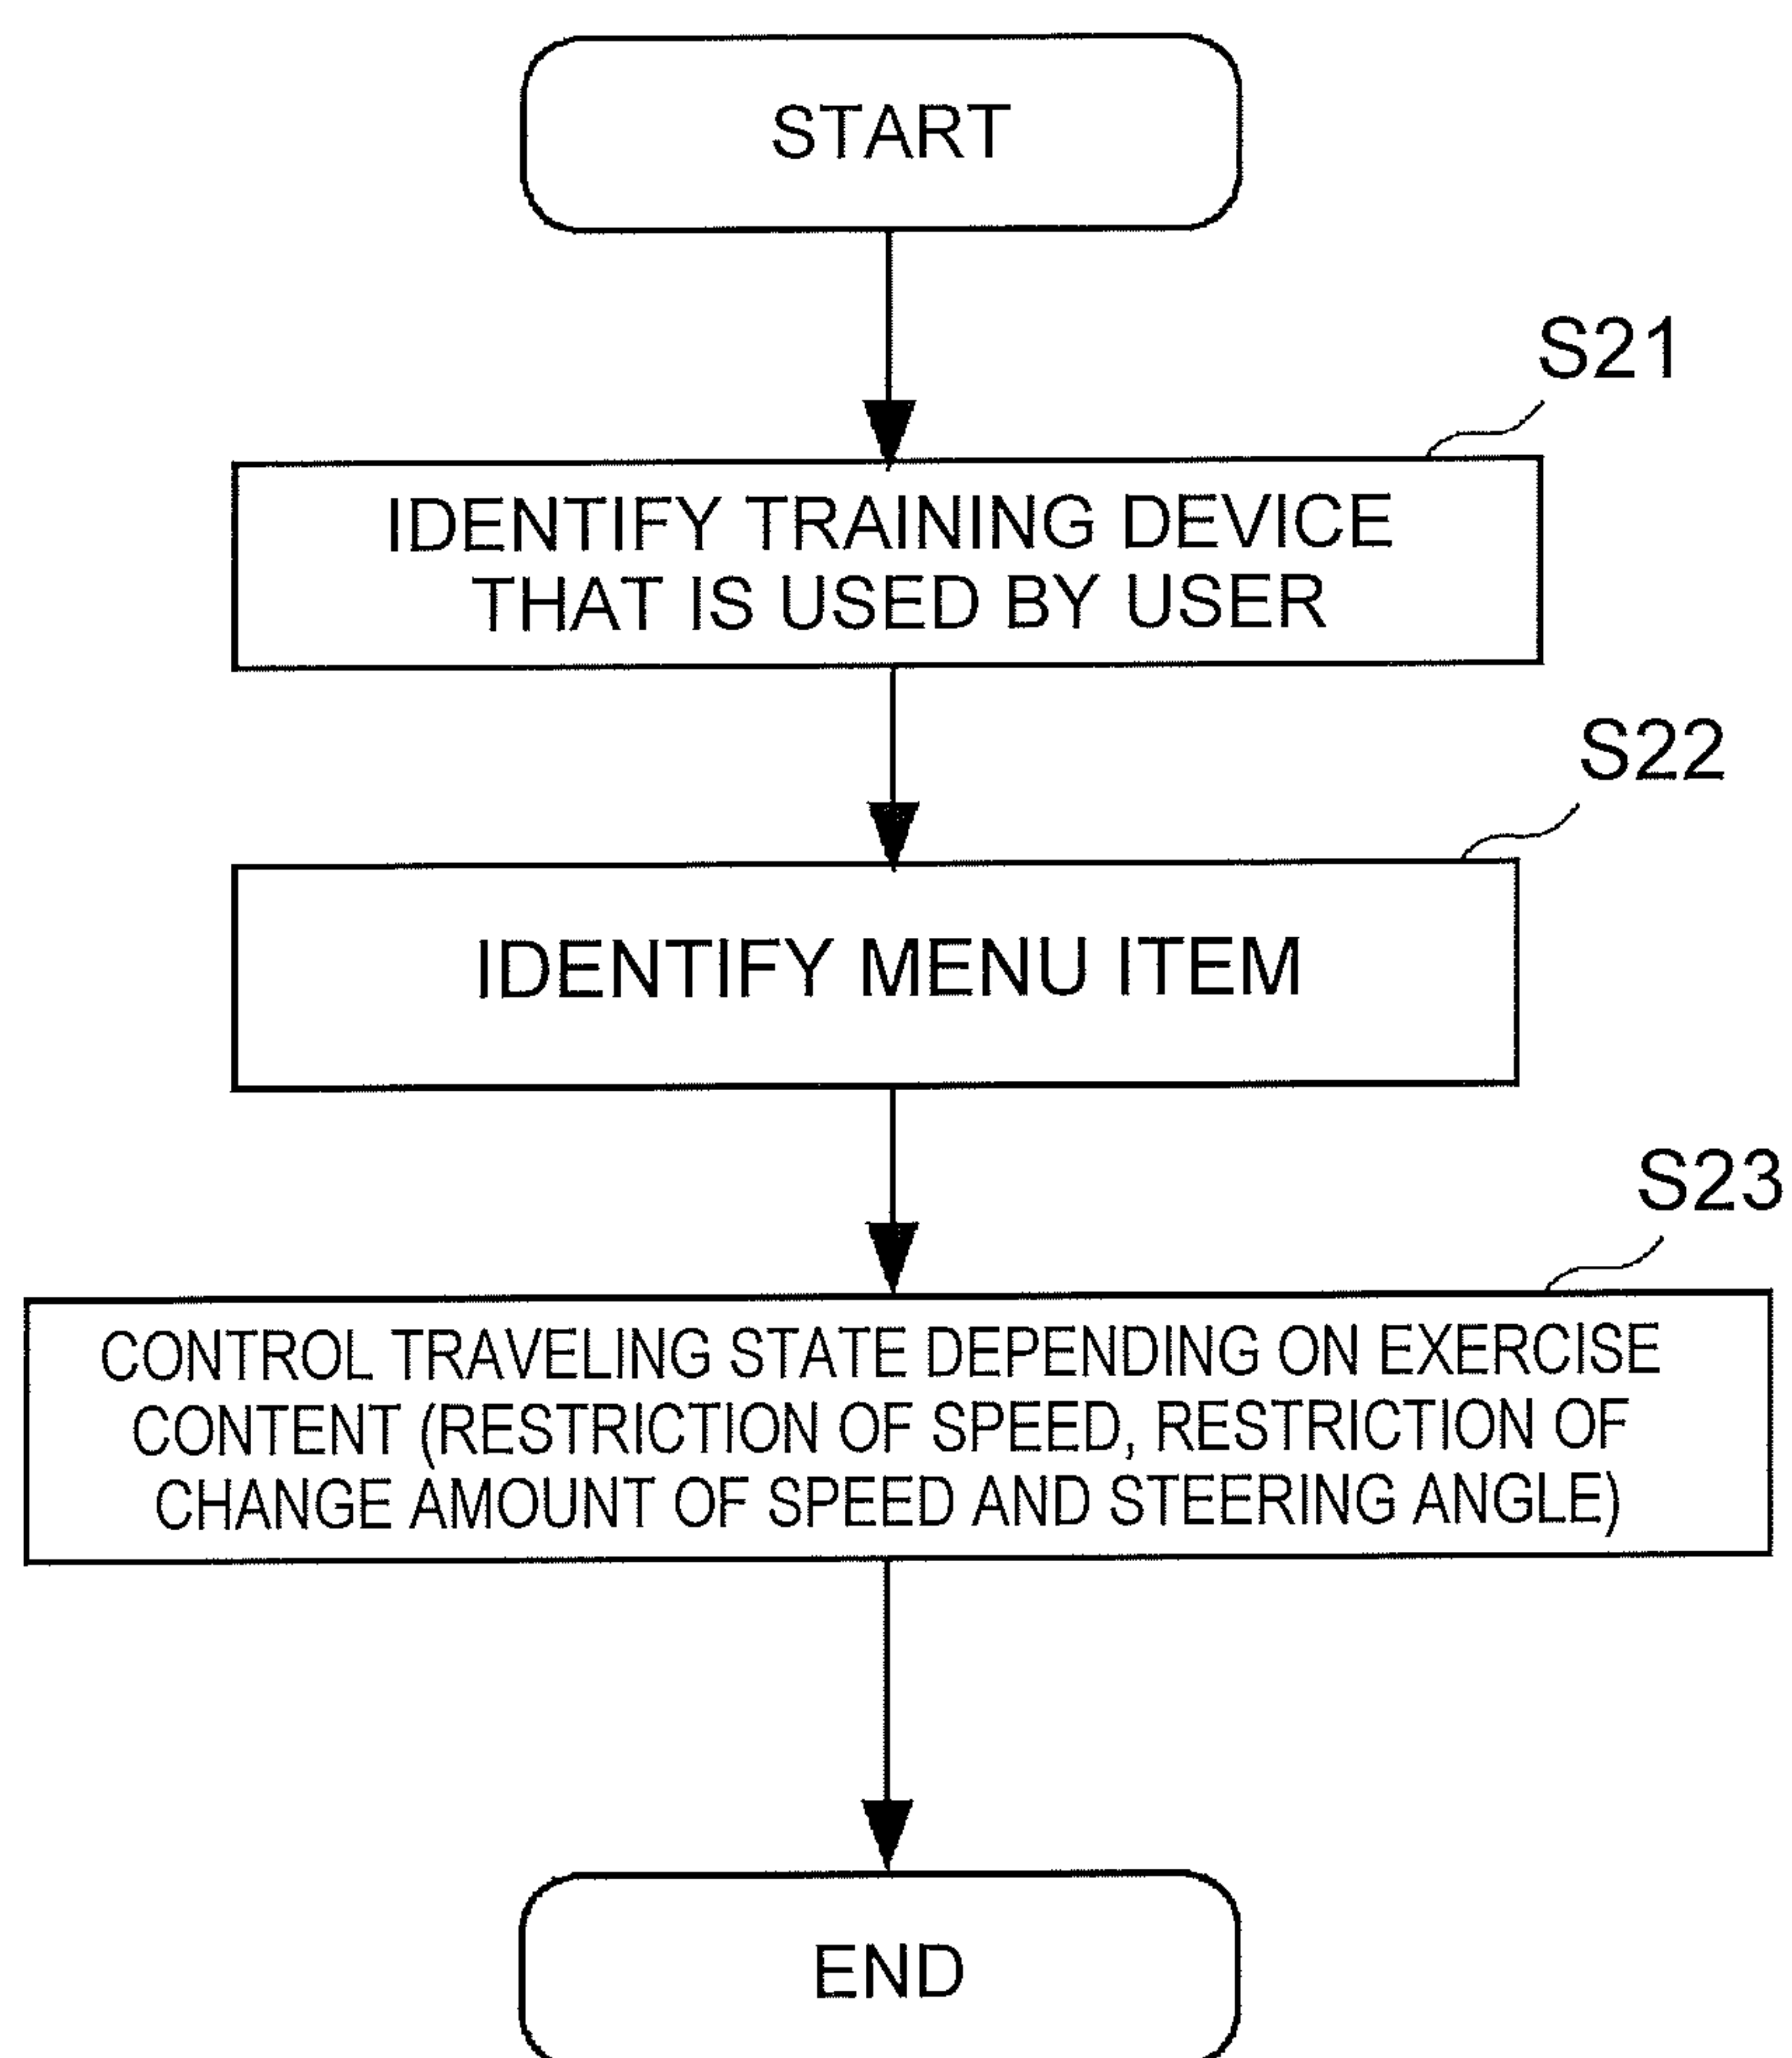 START
S21
IDENTIFY TRAINING DEVICE
THAT IS USED BY USER
S22
IDENTIFY MENU ITEM
S23
CONTROL TRAVELING STATE DEPENDING ON EXERCISE
CONTENT (RESTRICTION OF SPEED, RESTRICTION OF
CHANGE AMOUNT OF SPEED AND STEERING ANGLE)
END